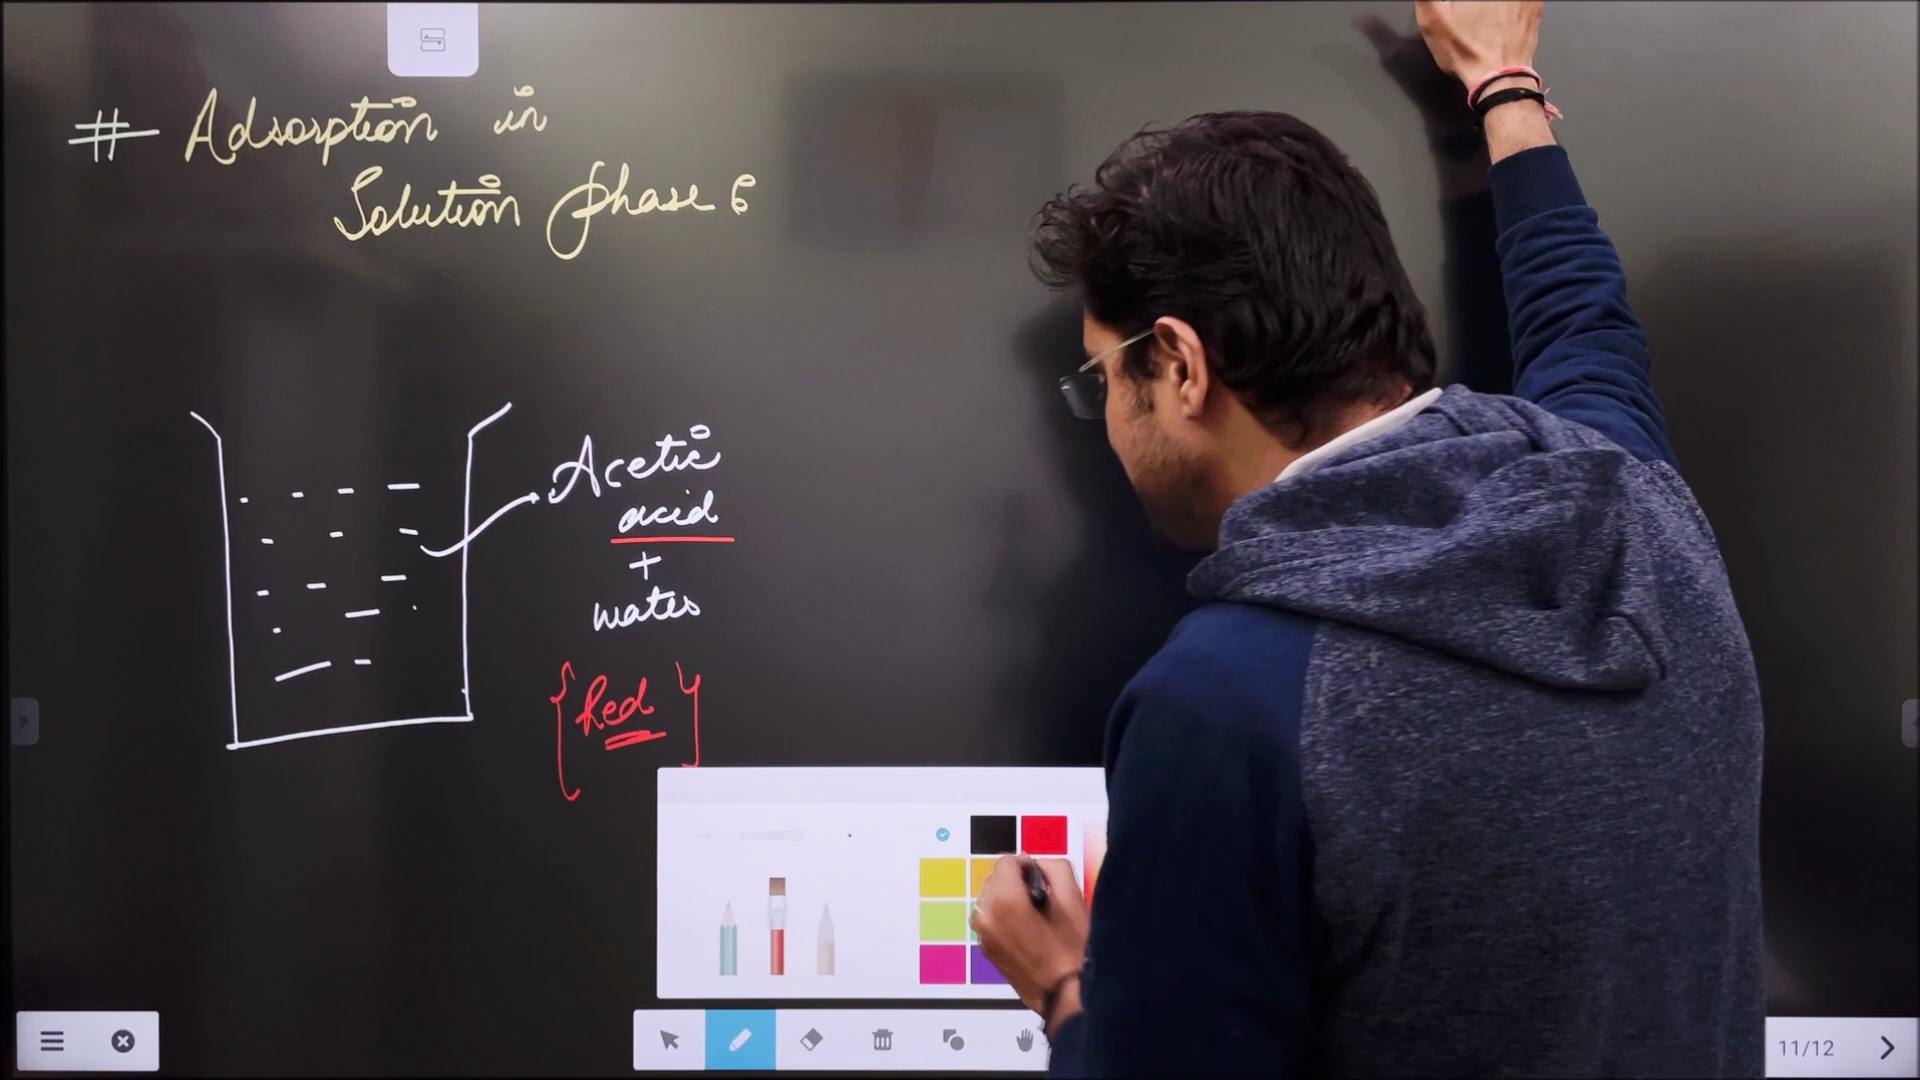 # Adsorption in
Solution phase :
Acetic
acid
+
water
{Red}
11/12